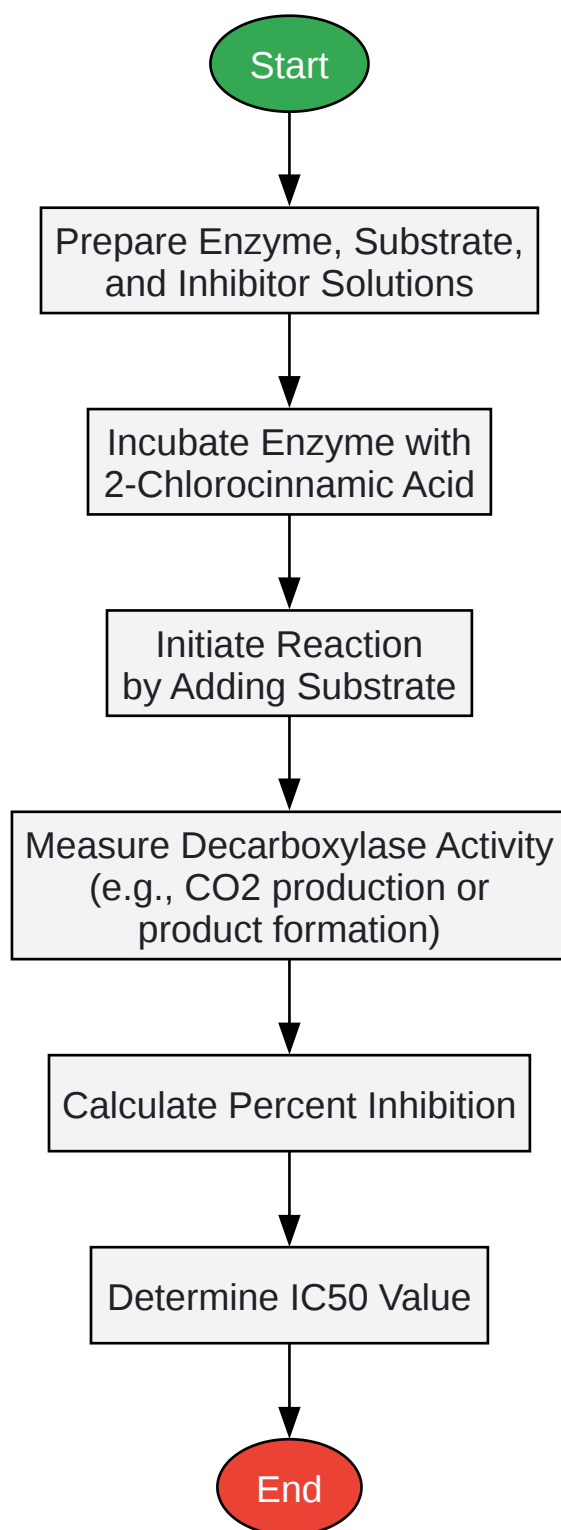 Start
Prepare Enzyme, Substrate,
and Inhibitor Solutions
Incubate Enzyme with
2-Chlorocinnamic Acid
Initiate Reaction
by Adding Substrate
Measure Decarboxylase Activity
(e.g., CO2 production or
product formation)
Calculate Percent Inhibition
Determine IC50 Value
End